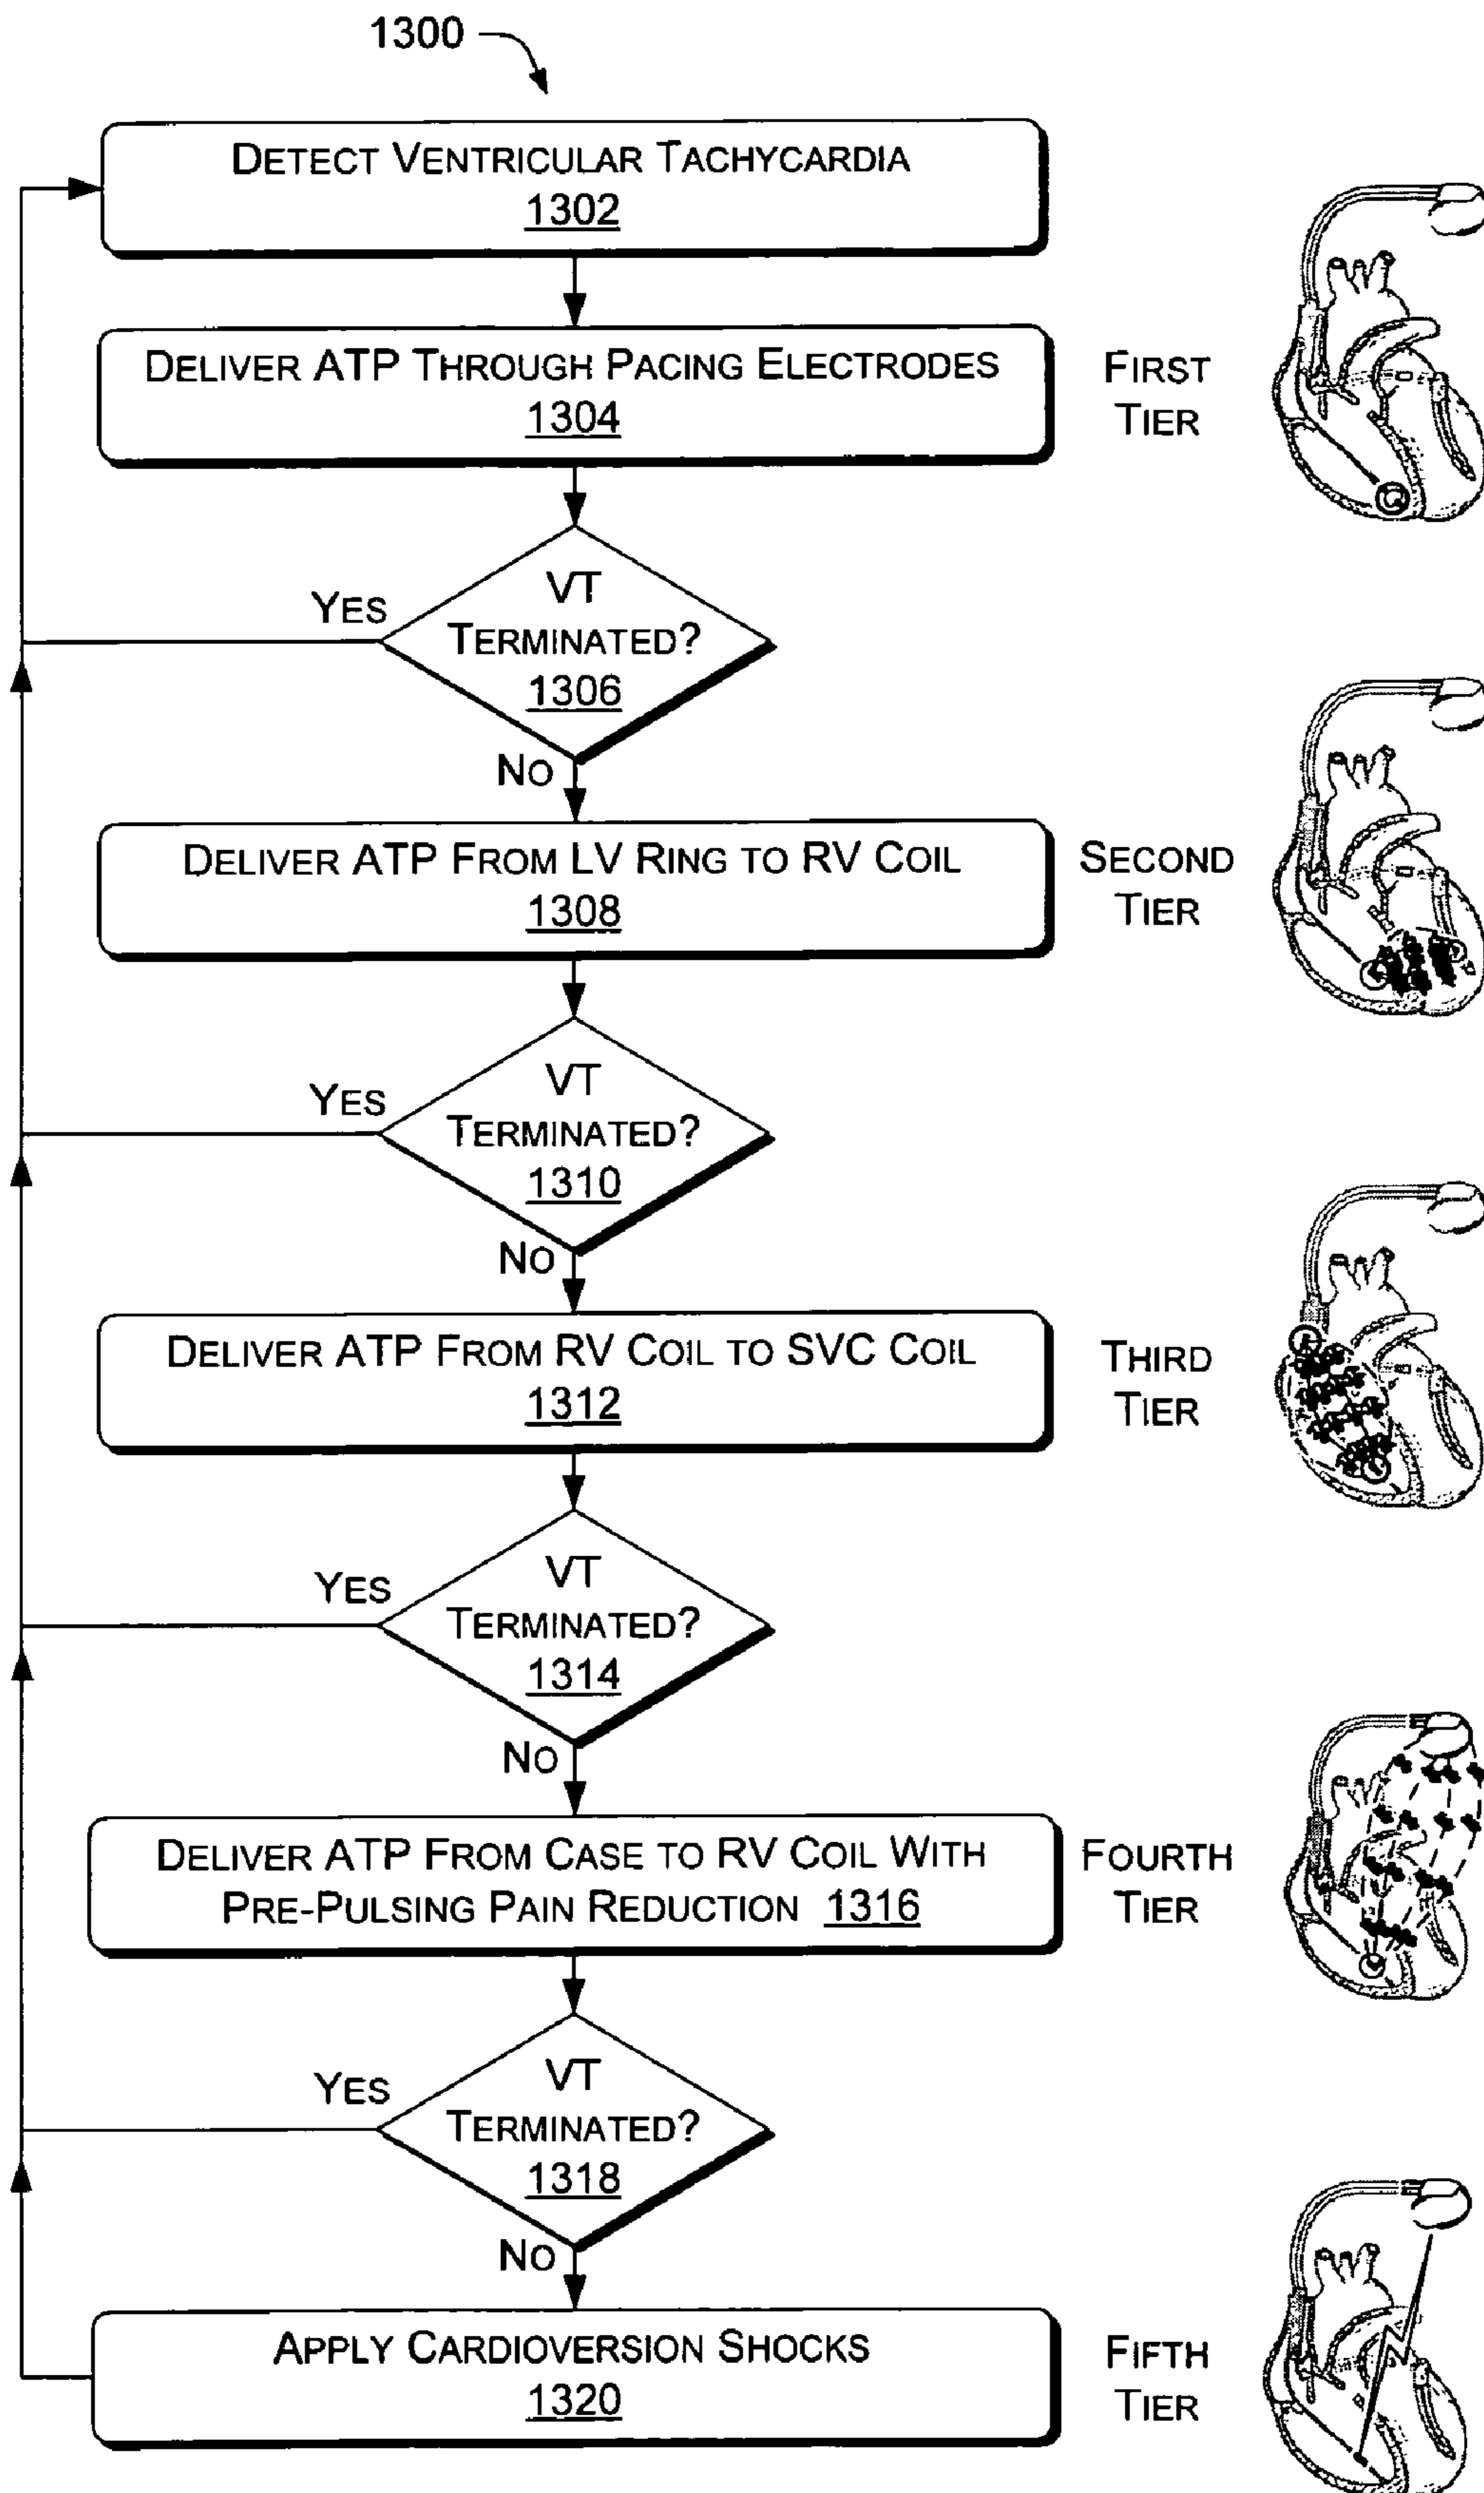 1300
DETECT VENTRICULAR TACHYCARDIA
1302
DELIVER ATP THROUGH PACING ELECTRODES
1304
FIRST
TIER
VT
TERMINATED?
1306
YES
NO
DELIVER ATP FROM LV RING TO RV COIL
1308
SECOND
TIER
VT
TERMINATED?
1310
YES
NO
DELIVER ATP FROM RV COIL TO SVC COIL
1312
THIRD
TIER
VT
TERMINATED?
1314
YES
NO
DELIVER ATP FROM CASE TO RV COIL WITH
PRE-PULSING PAIN REDUCTION 1316
FOURTH
TIER
VT
TERMINATED?
1318
YES
NO
APPLY CARDIOVERSION SHOCKS
1320
FIFTH
TIER